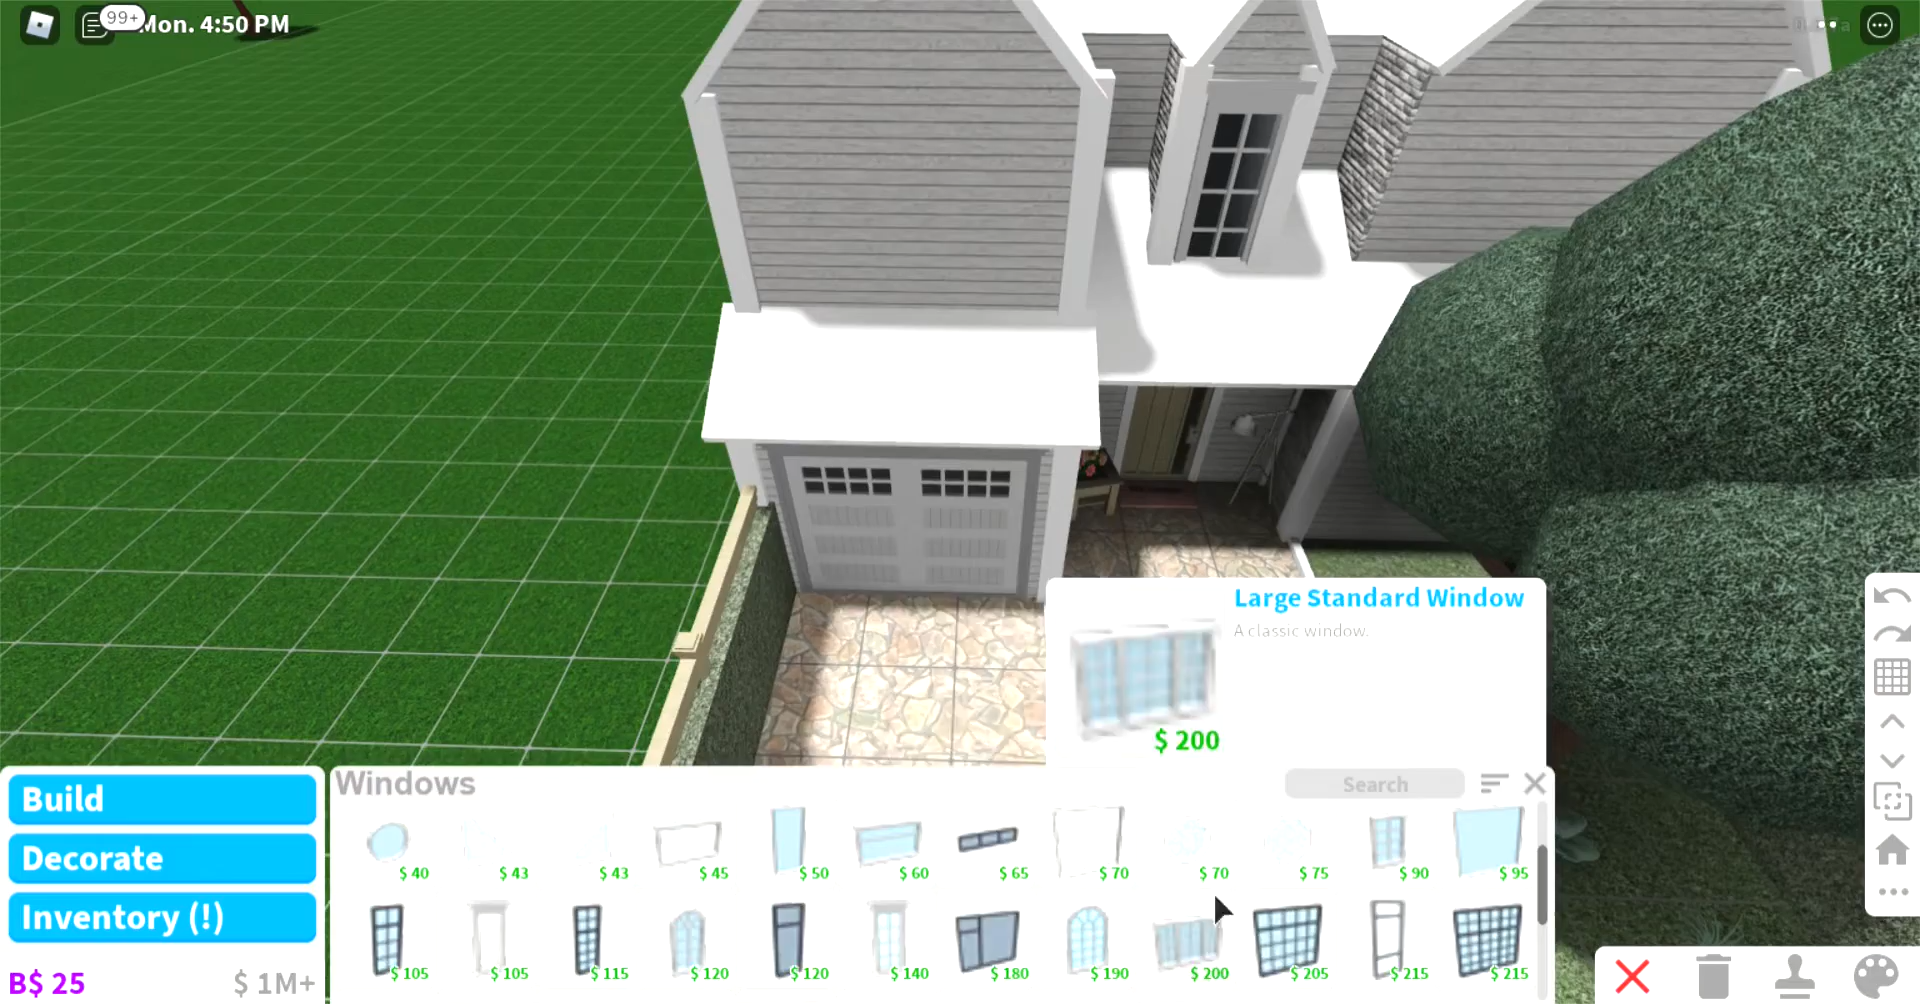 99+
Mon. 4:50 PM
Large Standard Window
A classic window.
$ 200
Build
Decorate
Inventory (!)
B$ 25
$ 1M+
Windows
Search
$ 40
$ 43
$ 43
$ 45
$ 50
$ 60
$ 65
$ 70
$ 70
$ 75
$ 90
$ 95
$ 105
$ 105
$ 115
$ 120
$ 120
$ 140
$ 180
$ 190
$ 200
$ 205
$ 215
$ 215